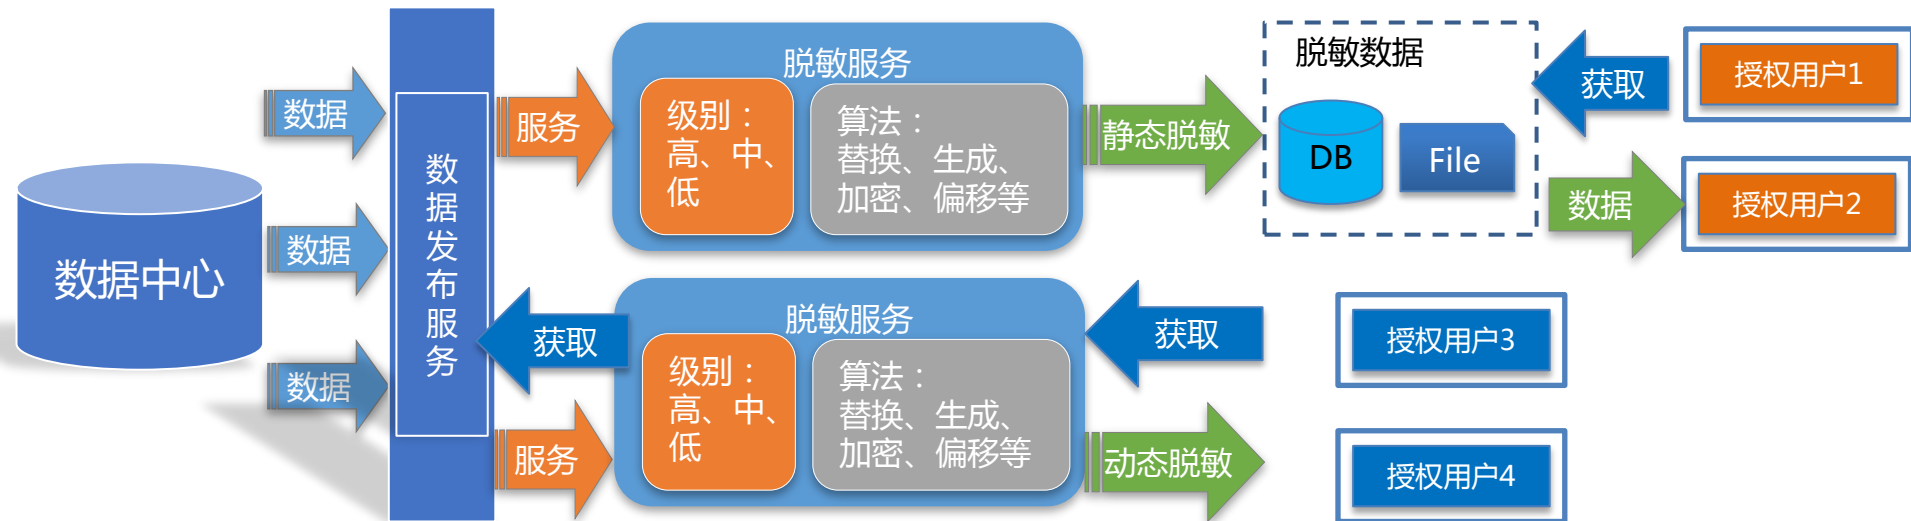 数据中心
数据
数据
数据
数据发布服务
服务
脱敏服务
级别：
高、中、
低
算法：
替换、生成、
加密、偏移等
静态脱敏
脱敏数据
DB
File
获取
授权用户1
数据
授权用户2
获取
服务
脱敏服务
级别：
高、中、
低
算法：
替换、生成、
加密、偏移等
获取
动态脱敏
授权用户3
授权用户4